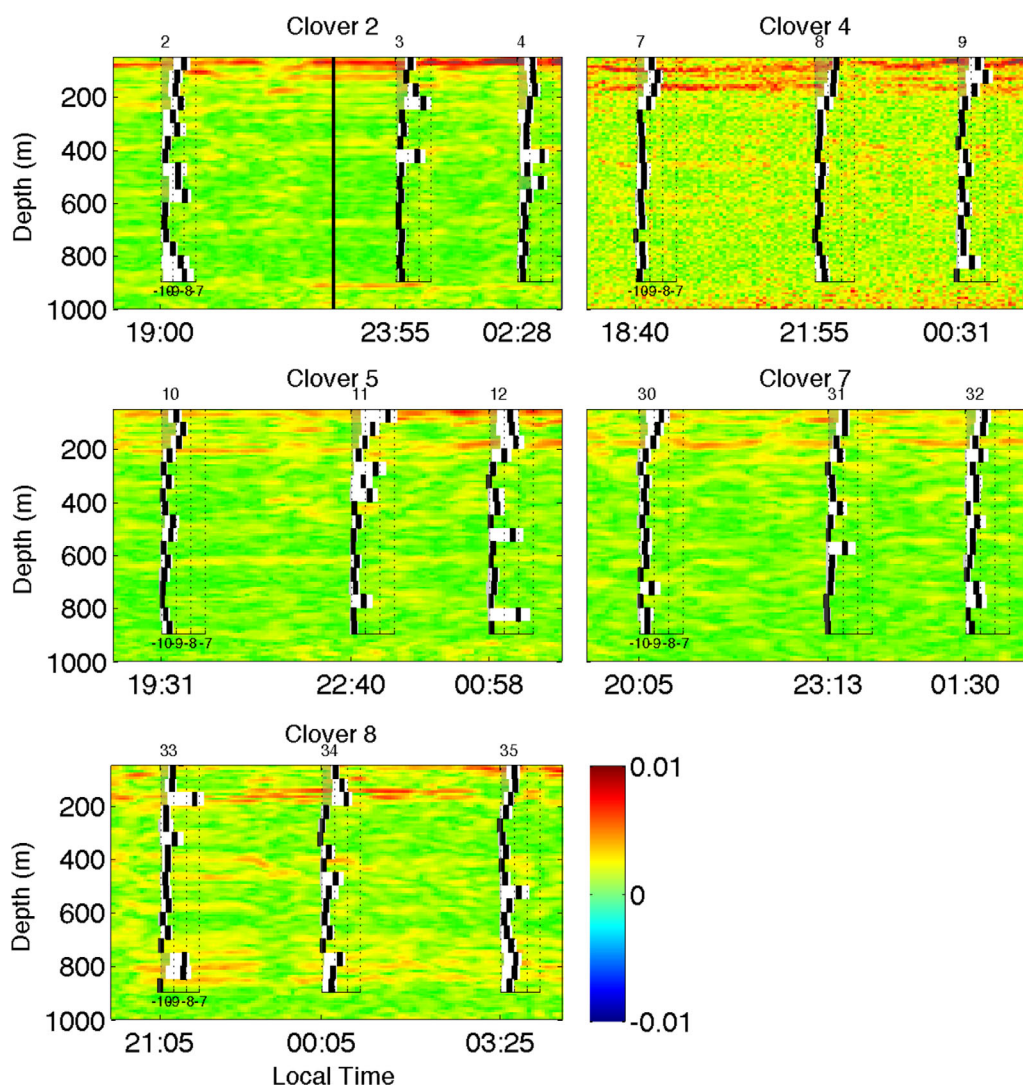 Clover 2
Clover 4
2 3 4 7 8 9
Depth (m)
200
400
600
800
1000
-10 -9 -8 -7
-10 -9 -8 -7
19:00 23:55 02:28 18:40 21:55 00:31
Clover 5
Clover 7
10 11 12 30 31 32
Depth (m)
200
400
600
800
1000
-10 -9 -8 -7
-10 -9 -8 -7
19:31 22:40 00:58 20:05 23:13 01:30
Clover 8
33 34 35
Depth (m)
200
400
600
800
1000
-10 -9 -8 -7
21:05 00:05 03:25
Local Time
0.01
0
-0.01